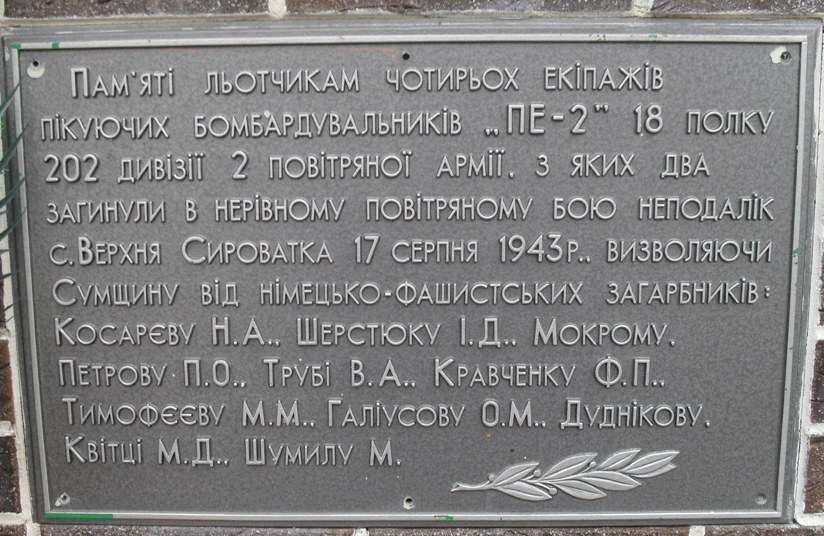 Пам'яті льотчикам чотирьох екіпажів
пікуючих бомбардувальників „ПЕ-2" 18 полку
202 дивізії 2 повітряної армії, з яких два
загинули в нерівному повітряному бою неподалік
с. Верхня Сироватка 17 серпня 1943р., визволяючи
Сумщину від німецько-фашистських загарбників:
Косарєву Н.А., Шерстюку І.Д., Мокрому,
Петрову П.О., Трубі В.А., Кравченку Ф.П.,
Тимофєєву М.М., Галіусову О.М., Дуднікову,
Квітці М.Д., Шумилу М.